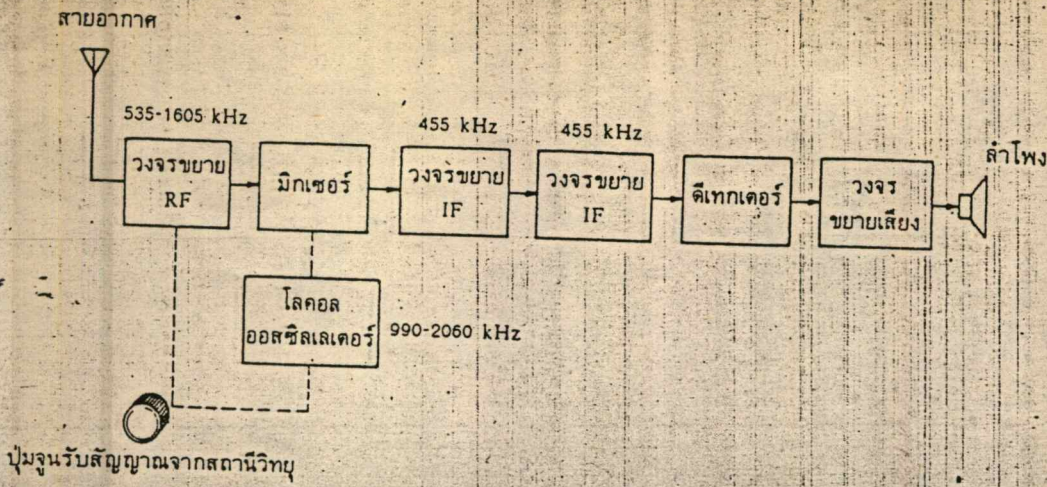 สายอากาศ
535-1605 kHz
วงจรขยาย
RF
มิกเซอร์
455 kHz
วงจรขยาย
IF
455 kHz
วงจรขยาย
IF
ดีเทกเตอร์
วงจร
ขยายเสียง
ลำโพง
โลคอล
ออสซิลเลเตอร์
990-2060 kHz
ปุ่มจูนรับสัญญาณจากสถานีวิทยุ